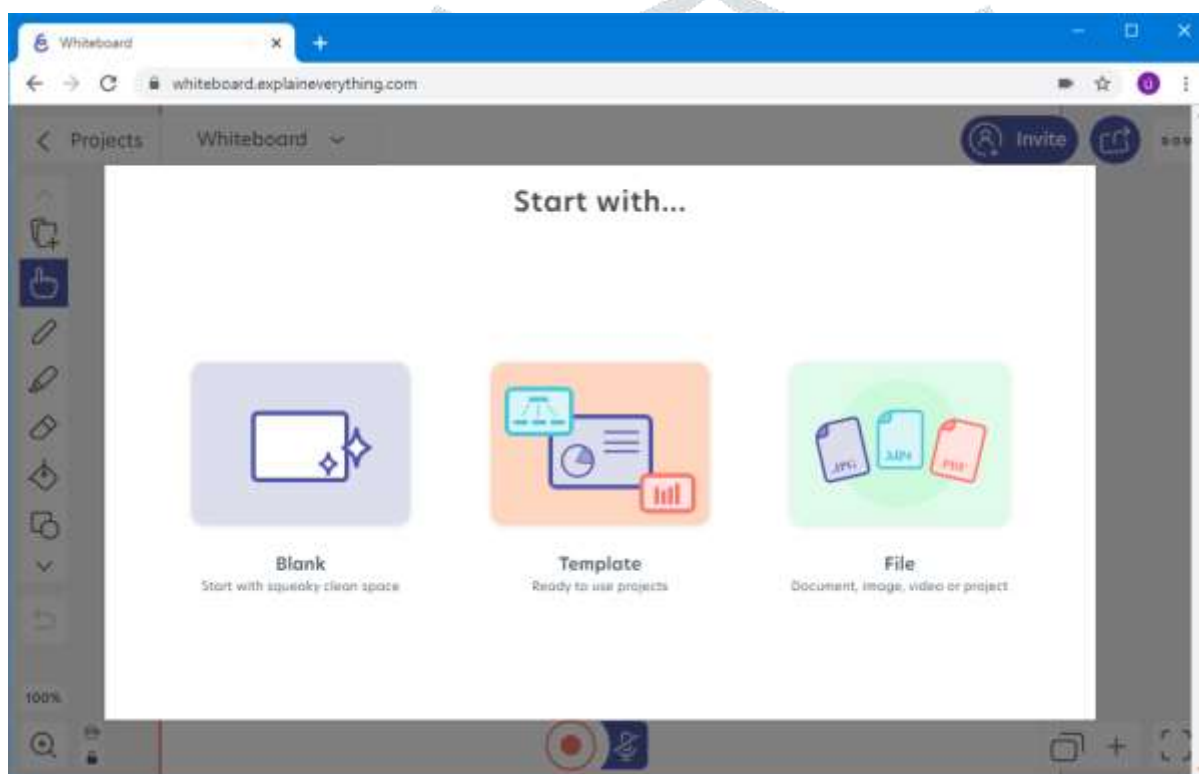 Whiteboard
whiteboard.explaineverything.com
Projects
Whiteboard
Invite
Start with...
JPG
MP4
PDF
Blank
Template
File
Start with squeaky clean space
Ready to use projects
Document, image, video or project
100%